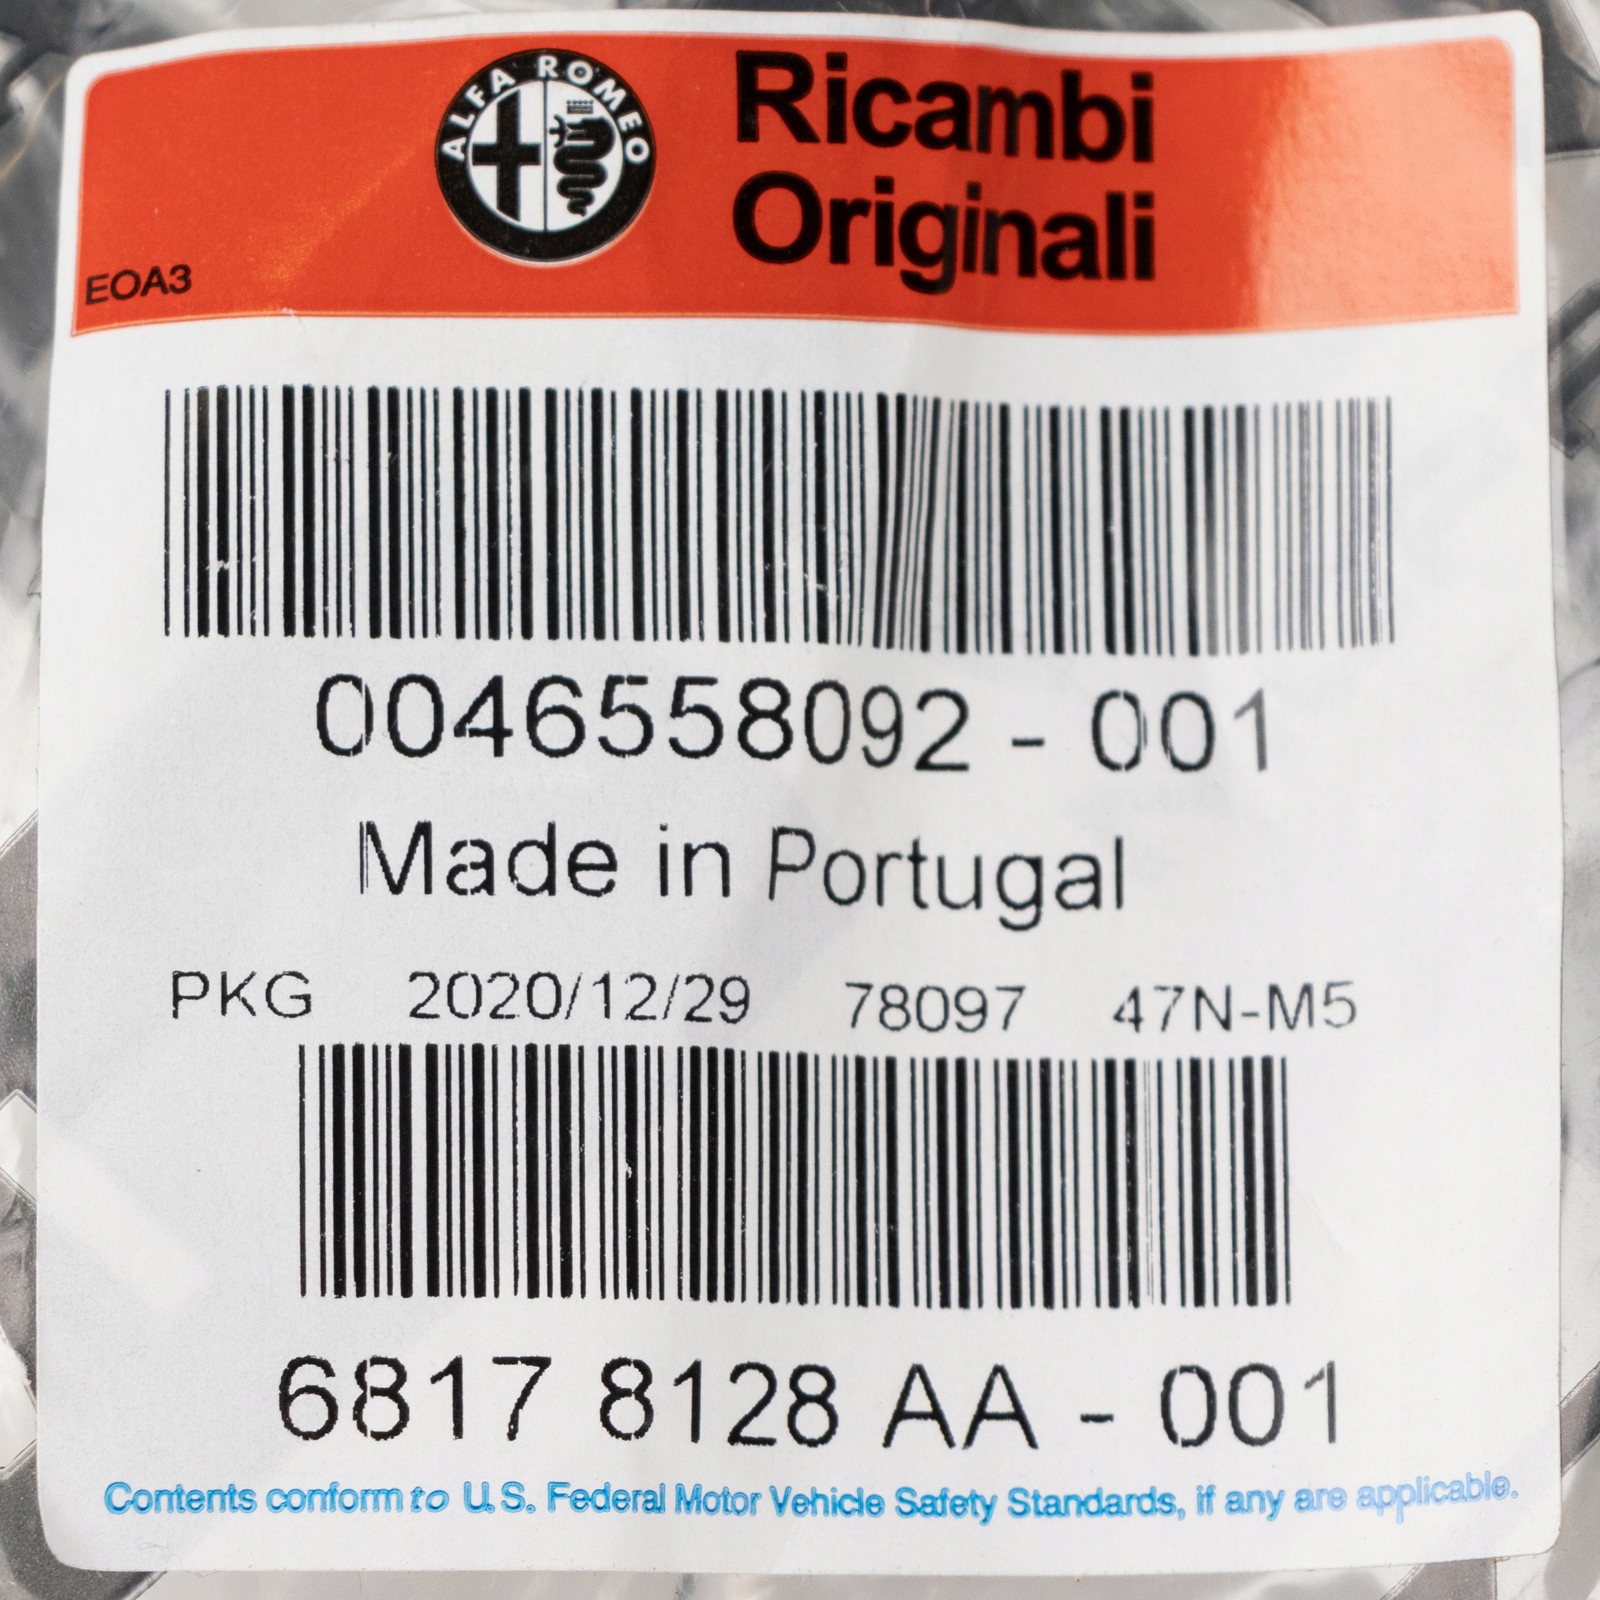 ALFA ROMEO
Ricambi
Originali
EOA3
0046558092 - 001
Made in Portugal
PKG 2020/12/29 78097 47N-M5
6817 8128 AA - 001
Contents conform to U.S. Federal Motor Vehicle Safety Standards, if any are applicable.